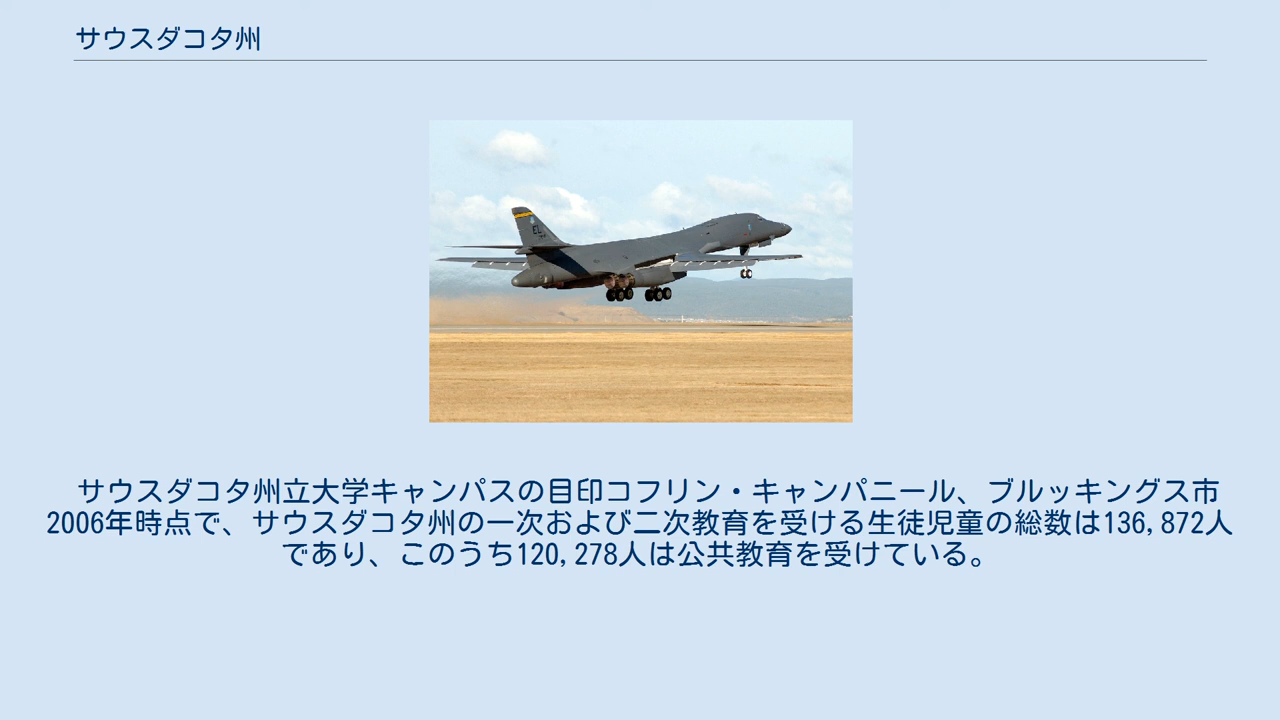 サウスダコタ州
EL
サウスダコタ州立大学キャンパスの目印コフリン・キャンパニール、ブルッキングス市
2006年時点で、サウスダコタ州の一次および二次教育を受ける生徒児童の総数は136,872人
であり、このうち120,278人は公共教育を受けている。